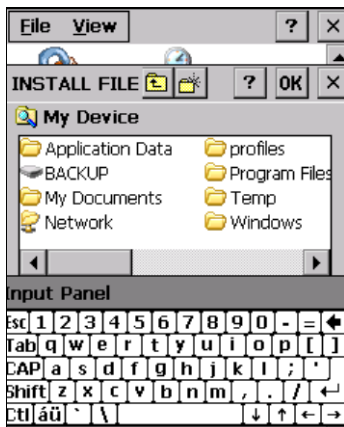 File View ? ×
INSTALL FILE ? OK ×
My Device
Application Data profiles
BACKUP Program Files
My Documents Temp
Network Windows
Input Panel
Esc 1 2 3 4 5 6 7 8 9 0 - = ←
Tab q w e r t y u i o p [ ]
CAP a s d f g h j k l ; '
Shift z x c v b n m , . / ↵
Ctl áü ` \ ↓ ↑ ← →